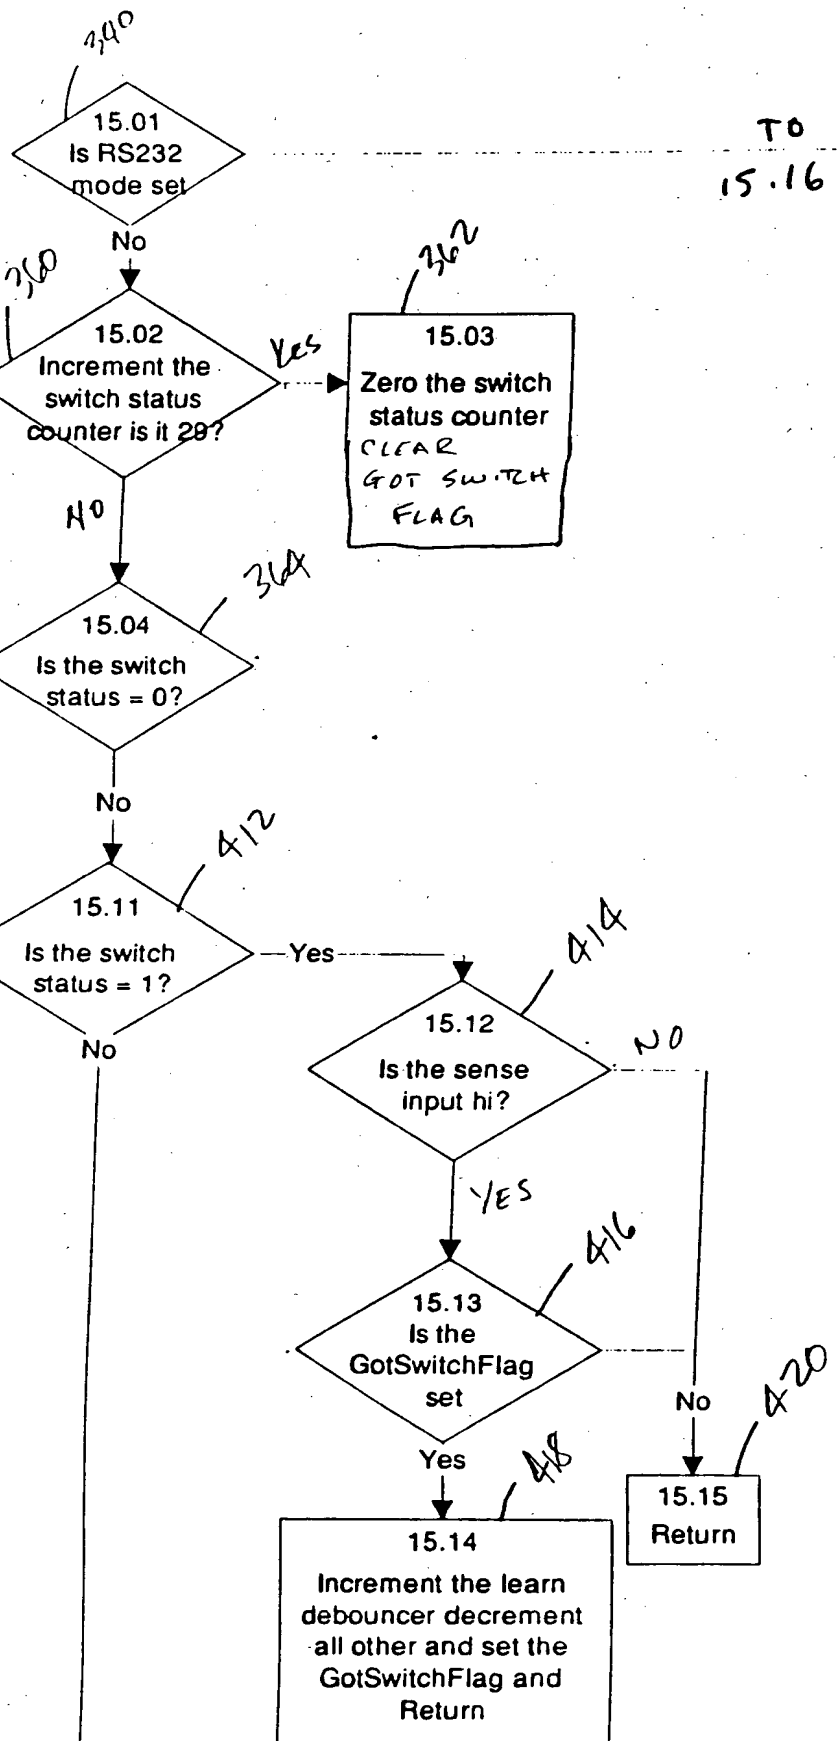 340
15.01
Is RS232
mode set
TO
15.16
No
360
15.02
Increment the
switch status
counter is it 29?
Yes
362
15.03
Zero the switch
status counter
CLEAR
GOT SWITCH
FLAG
NO
364
15.04
Is the switch
status = 0?
No
412
15.11
Is the switch
status = 1?
Yes
No
414
15.12
Is the sense
input hi?
NO
YES
416
15.13
Is the
GotSwitchFlag
set
No
420
Yes
418
15.15
Return
15.14
Increment the learn
debouncer decrement
all other and set the
GotSwitchFlag and
Return